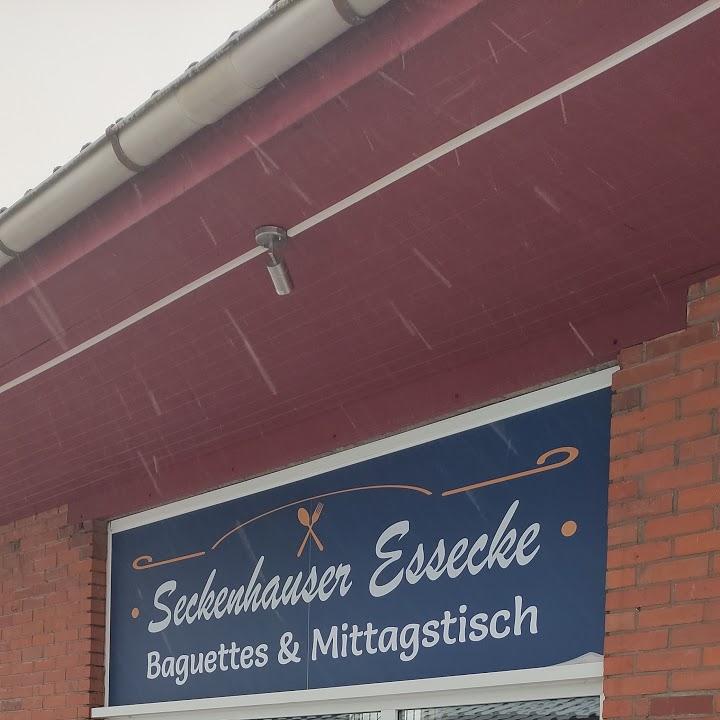 Seckenhauser Essecke
Baguettes & Mittagstisch